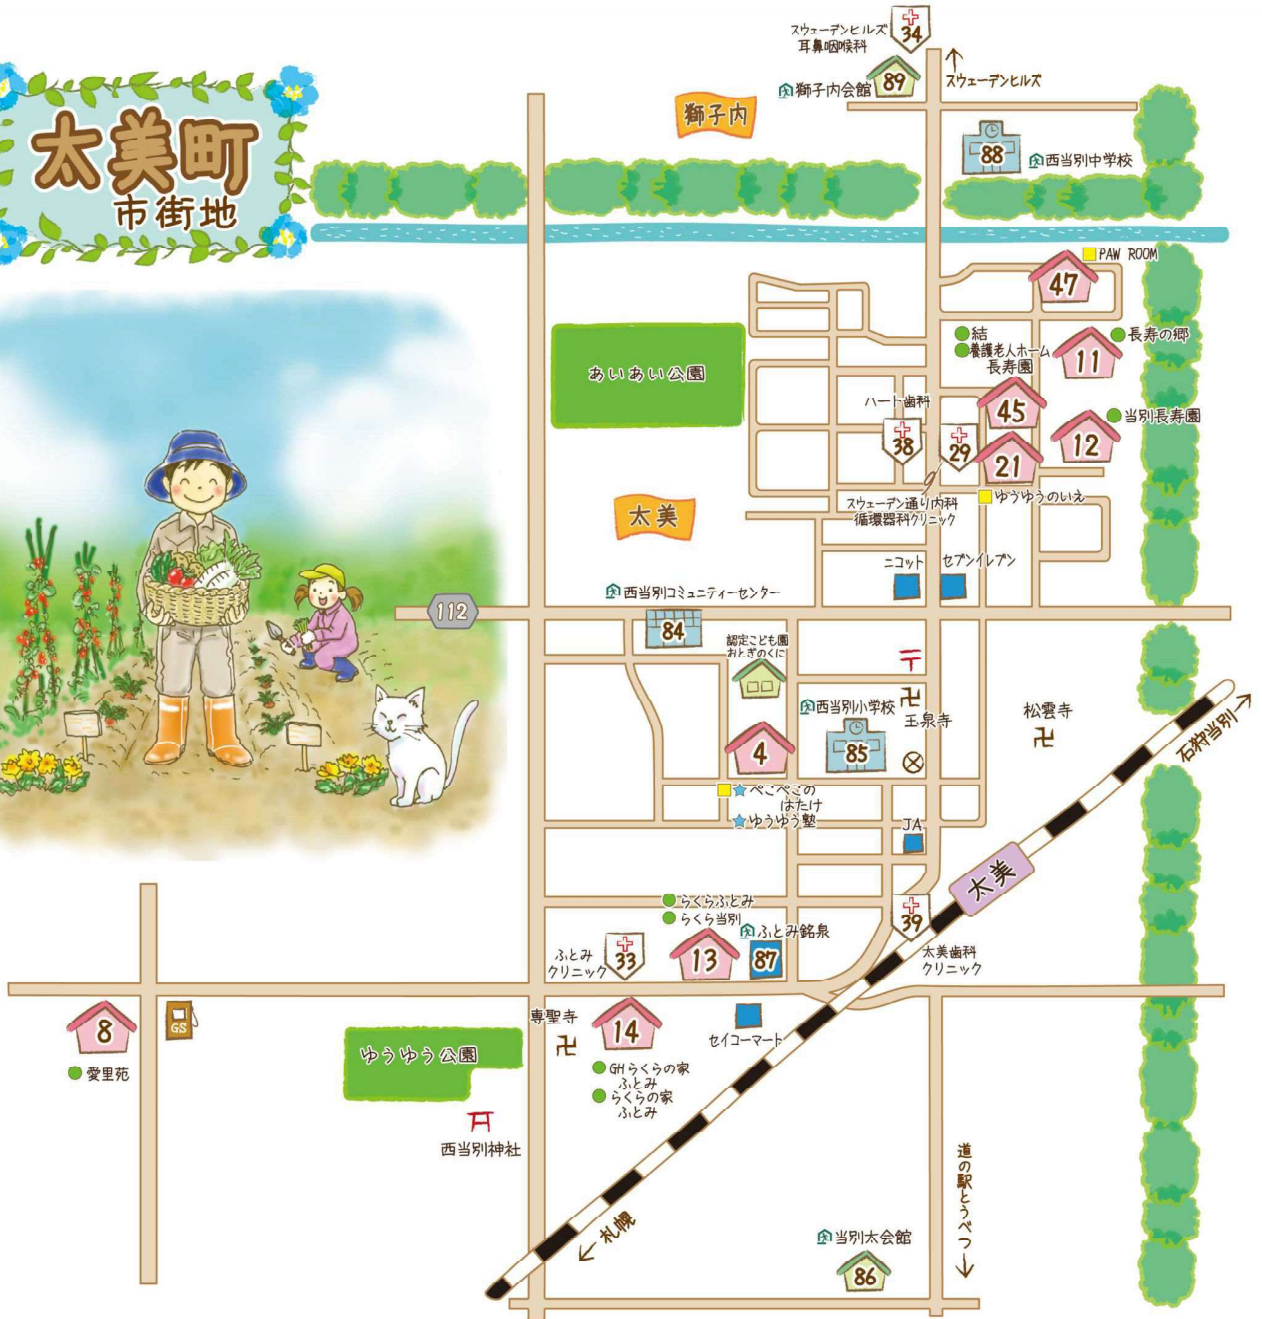 太美町
市街地
スウェーデンヒルズ
耳鼻咽喉科
34
89
獅子内会館
↑
スウェーデンヒルズ
獅子内
88
西当別中学校
PAW ROOM
47
結
養護老人ホーム
長寿園
長寿の郷
11
あいあい公園
ハート歯科
45
当別長寿園
38
29
21
12
ゆうゆうのいえ
スウェーデン通り内科
循環器科クリニック
太美
ニコット
セブンイレブン
西当別コミュニティーセンター
112
84
認定こども園
おとぎのくに
〒
卍
玉泉寺
西当別小学校
松雲寺
卍
石狩当別
4
85
ぺこぺこの
はたけ
ゆうゆう塾
JA
太美
らくらふとみ
らくら当別
ふとみ銘泉
39
ふとみ
クリニック
33
13
87
太美歯科
クリニック
8
GS
専聖寺
卍
14
セイコーマート
ゆうゆう公園
愛里苑
GHらくらの家
ふとみ
らくらの家
ふとみ
西当別神社
道の駅とうべつ
札幌
当別太会館
86